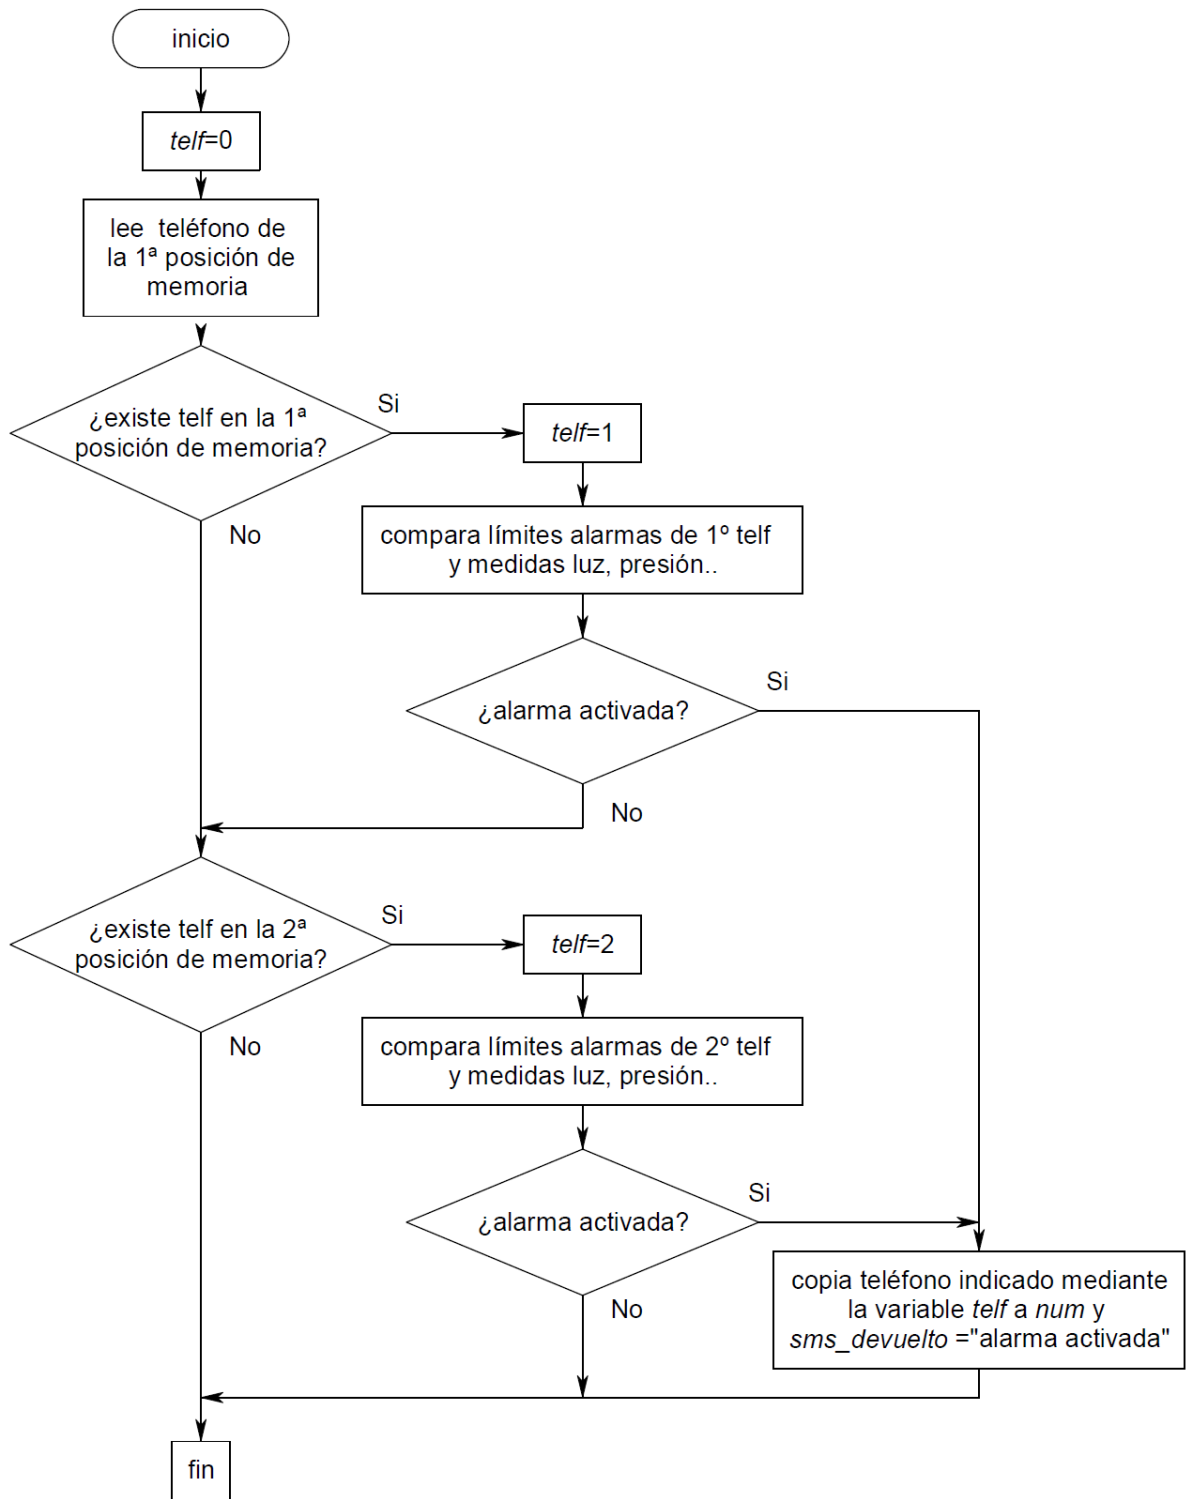 inicio
telf=0
lee teléfono de
la 1ª posición de
memoria
¿existe telf en la 1ª
posición de memoria?
Si
No
telf=1
compara límites alarmas de 1º telf
y medidas luz, presión..
¿alarma activada?
Si
No
¿existe telf en la 2ª
posición de memoria?
Si
No
telf=2
compara límites alarmas de 2º telf
y medidas luz, presión..
¿alarma activada?
Si
No
copia teléfono indicado mediante
la variable telf a num y
sms_devuelto ="alarma activada"
fin